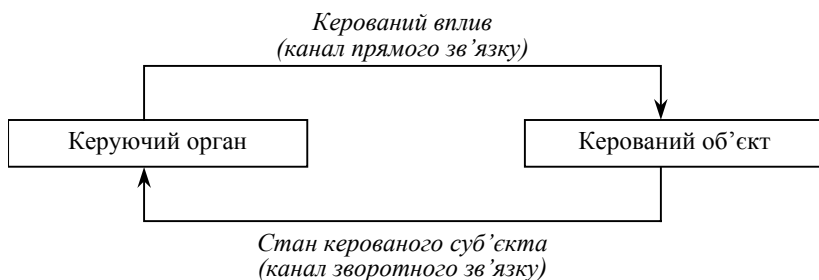 Керований вплив
(канал прямого зв’язку)
Керуючий орган
Керований об’єкт
Стан керованого суб’єкта
(канал зворотного зв’язку)